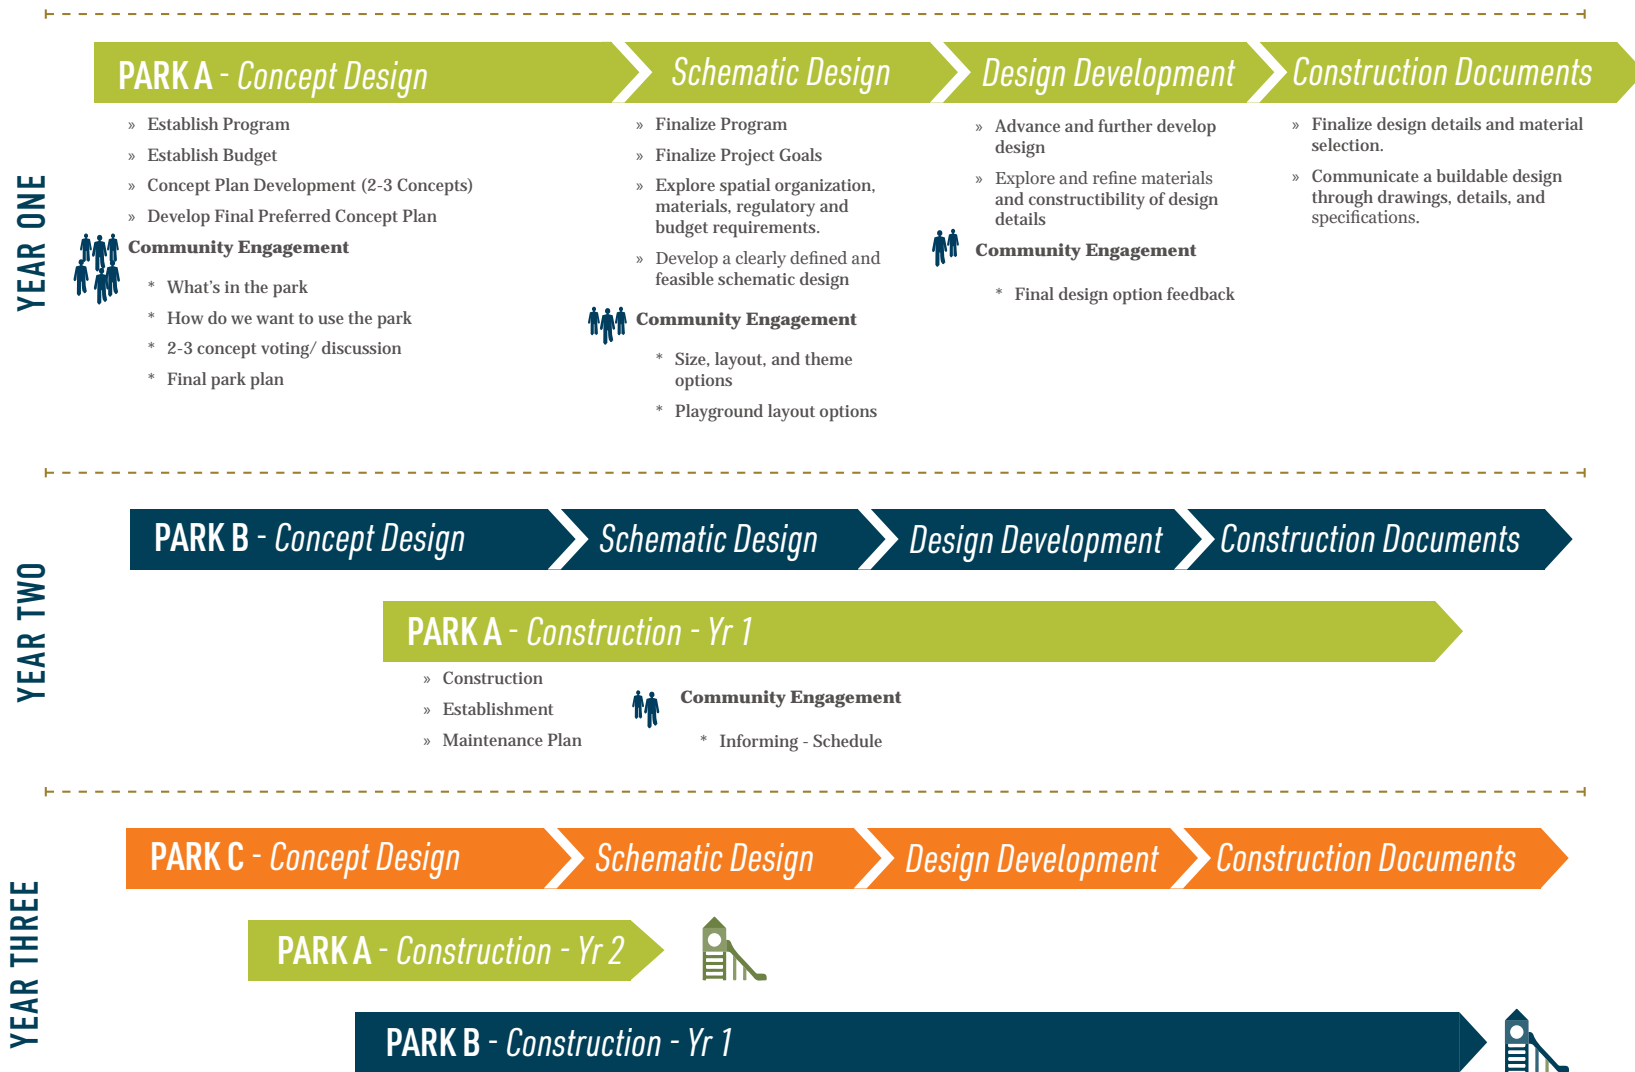 YEAR ONE
PARK A - Concept Design
» Establish Program
» Establish Budget
» Concept Plan Development (2-3 Concepts)
» Develop Final Preferred Concept Plan
Community Engagement
* What's in the park
* How do we want to use the park
* 2-3 concept voting/ discussion
* Final park plan
Schematic Design
» Finalize Program
» Finalize Project Goals
» Explore spatial organization,
materials, regulatory and
budget requirements.
» Develop a clearly defined and
feasible schematic design
Community Engagement
* Size, layout, and theme
options
* Playground layout options
Design Development
» Advance and further develop
design
» Explore and refine materials
and constructibility of design
details
Community Engagement
* Final design option feedback
Construction Documents
» Finalize design details and material
selection.
» Communicate a buildable design
through drawings, details, and
specifications.
YEAR TWO
PARK B - Concept Design
Schematic Design
Design Development
Construction Documents
PARK A - Construction - Yr 1
» Construction
» Establishment
» Maintenance Plan
Community Engagement
* Informing - Schedule
YEAR THREE
PARK C - Concept Design
Schematic Design
Design Development
Construction Documents
PARK A - Construction - Yr 2
PARK B - Construction - Yr 1